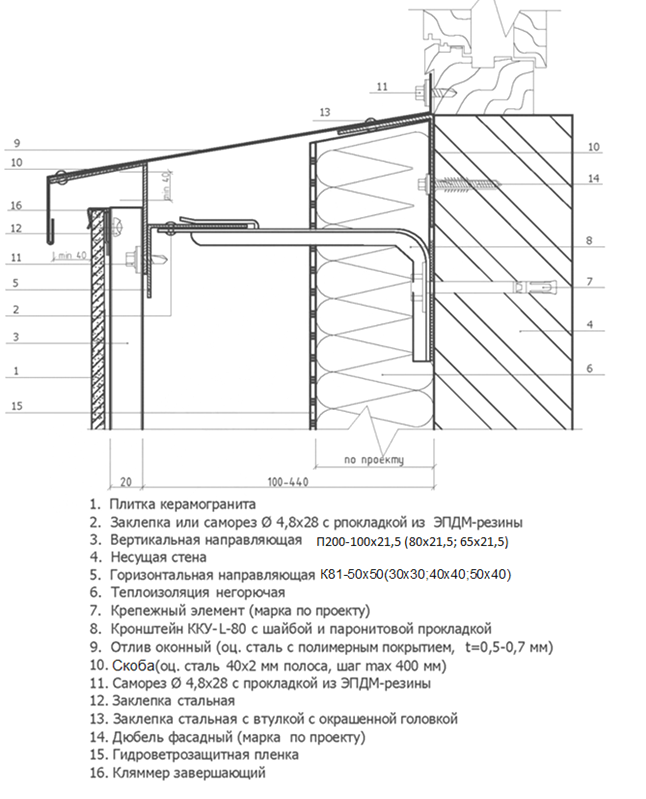 11
13
9
10
10
14
min 40
16
12
min 40
8
11
5
7
2
4
3
1
6
15
по проекту
20
100-440
1. Плитка керамогранита
2. Заклепка или саморез Ø 4,8х28 с рпокладкой из ЭПДМ-резины
3. Вертикальная направляющая П200-100х21,5 (80х21,5; 65х21,5)
4. Несущая стена
5. Горизонтальная направляющая К81-50х50(30х30;40х40;50х40)
6. Теплоизоляция негорючая
7. Крепежный элемент (марка по проекту)
8. Кронштейн ККУ-L-80 с шайбой и паронитовой прокладкой
9. Отлив оконный (оц. сталь с полимерным покрытием, t=0,5-0,7 мм)
10. Скоба(оц. сталь 40х2 мм полоса, шаг max 400 мм)
11. Саморез Ø 4,8х28 с прокладкой из ЭПДМ-резины
12. Заклепка стальная
13. Заклепка стальная с втулкой с окрашенной головкой
14. Дюбель фасадный (марка по проекту)
15. Гидроветрозащитная пленка
16. Кляммер завершающий